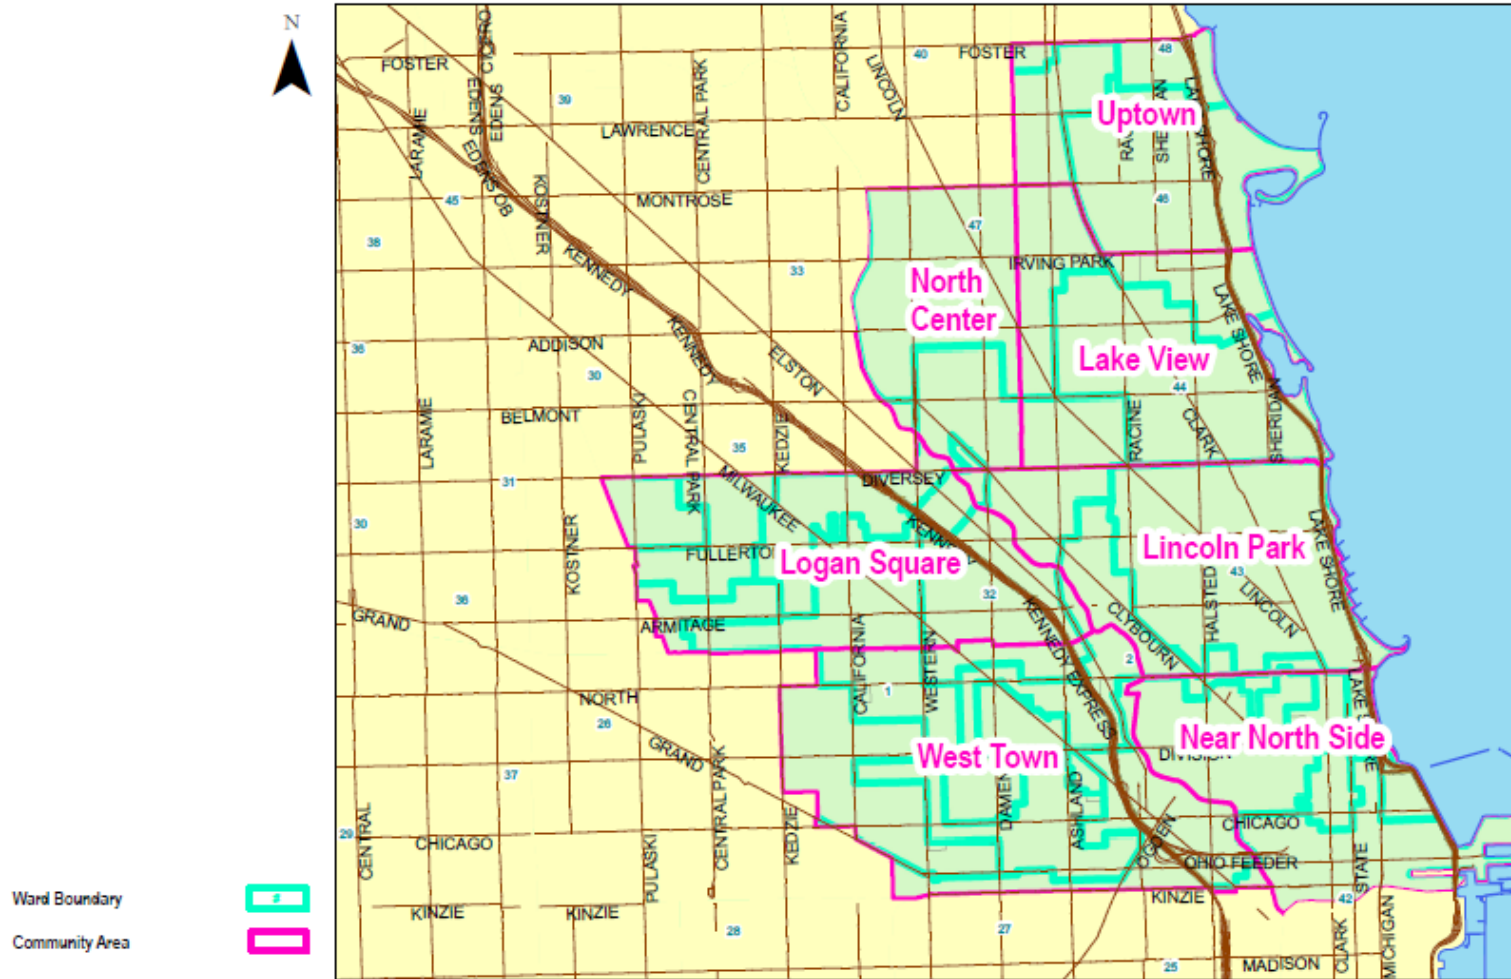 N
FOSTER
CICERO
EDENS
EDENS
CALIFORNIA
LINCOLN
40
FOSTER
48
39
LAWRENCE
CENTRAL PARK
LARAMIE
Uptown
EDENS OB
KOSTNER
45
MONTROSE
46
47
38
KENNEDY
33
IRVING PARK
North
Center
LAKE SHORE
36
ADDISON
KENNEDY
ELSTON
30
Lake View
44
LARAMIE
BELMONT
PULASKI
CENTRAL PARK
KEDZIE
35
RACINE
CLARK
SHERIDAN
31
MILWAUKEE
DIVERSEY
30
KOSTNER
FULLERTO
Logan Square
Lincoln Park
LAKE SHORE
43
36
32
GRAND
ARMITAGE
CALIFORNIA
WESTERN
KENNEDY EXPRESS
CLYBOURN
HALSTED
LINCOLN
2
1
NORTH
26
GRAND
West Town
Near North Side
37
CENTRAL PARK
DAMEN
ASHLAND
29
CENTRAL
CHICAGO
PULASKI
KEDZIE
OGDEN
CHICAGO
OHIO FEEDER
STATE
Ward Boundary
#
KINZIE
KINZIE
KINZIE
42
Community Area
28
27
25
MADISON
CLARK
MICHIGAN